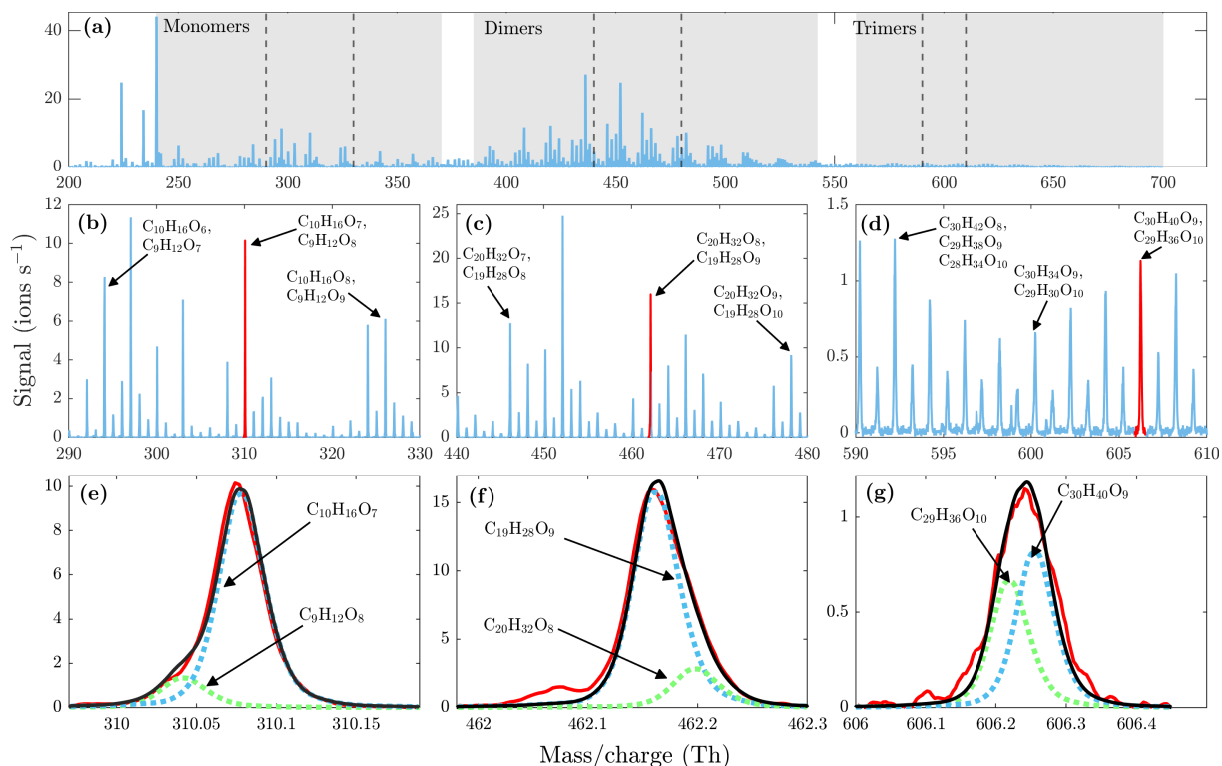 (a) Monomers Dimers Trimers
40
20
0
200 250 300 350 400 450 500 550 600 650 700
Signal (ions s⁻¹)
(b)
C₁₀H₁₆O₆,
C₉H₁₂O₇
C₁₀H₁₆O₇,
C₉H₁₂O₈
C₁₀H₁₆O₈,
C₉H₁₂O₉
12
10
8
6
4
2
0
290 300 310 320 330
(c)
C₂₀H₃₂O₇,
C₁₉H₂₈O₈
C₂₀H₃₂O₈,
C₁₉H₂₈O₉
C₂₀H₃₂O₉,
C₁₉H₂₈O₁₀
25
20
15
10
5
0
440 450 460 470 480
(d)
C₃₀H₄₂O₈,
C₂₉H₃₈O₉
C₂₈H₃₄O₁₀
C₃₀H₃₄O₉,
C₂₉H₃₀O₁₀
C₃₀H₄₀O₉,
C₂₉H₃₆O₁₀
1.5
1
0.5
0
590 595 600 605 610
(e)
C₁₀H₁₆O₇
C₉H₁₂O₈
10
8
6
4
2
0
310 310.05 310.1 310.15
(f)
C₁₉H₂₈O₉
C₂₀H₃₂O₈
15
10
5
0
462 462.1 462.2 462.3
(g)
C₃₀H₄₀O₉
C₂₉H₃₆O₁₀
1
0.5
0
606 606.1 606.2 606.3 606.4
Mass/charge (Th)